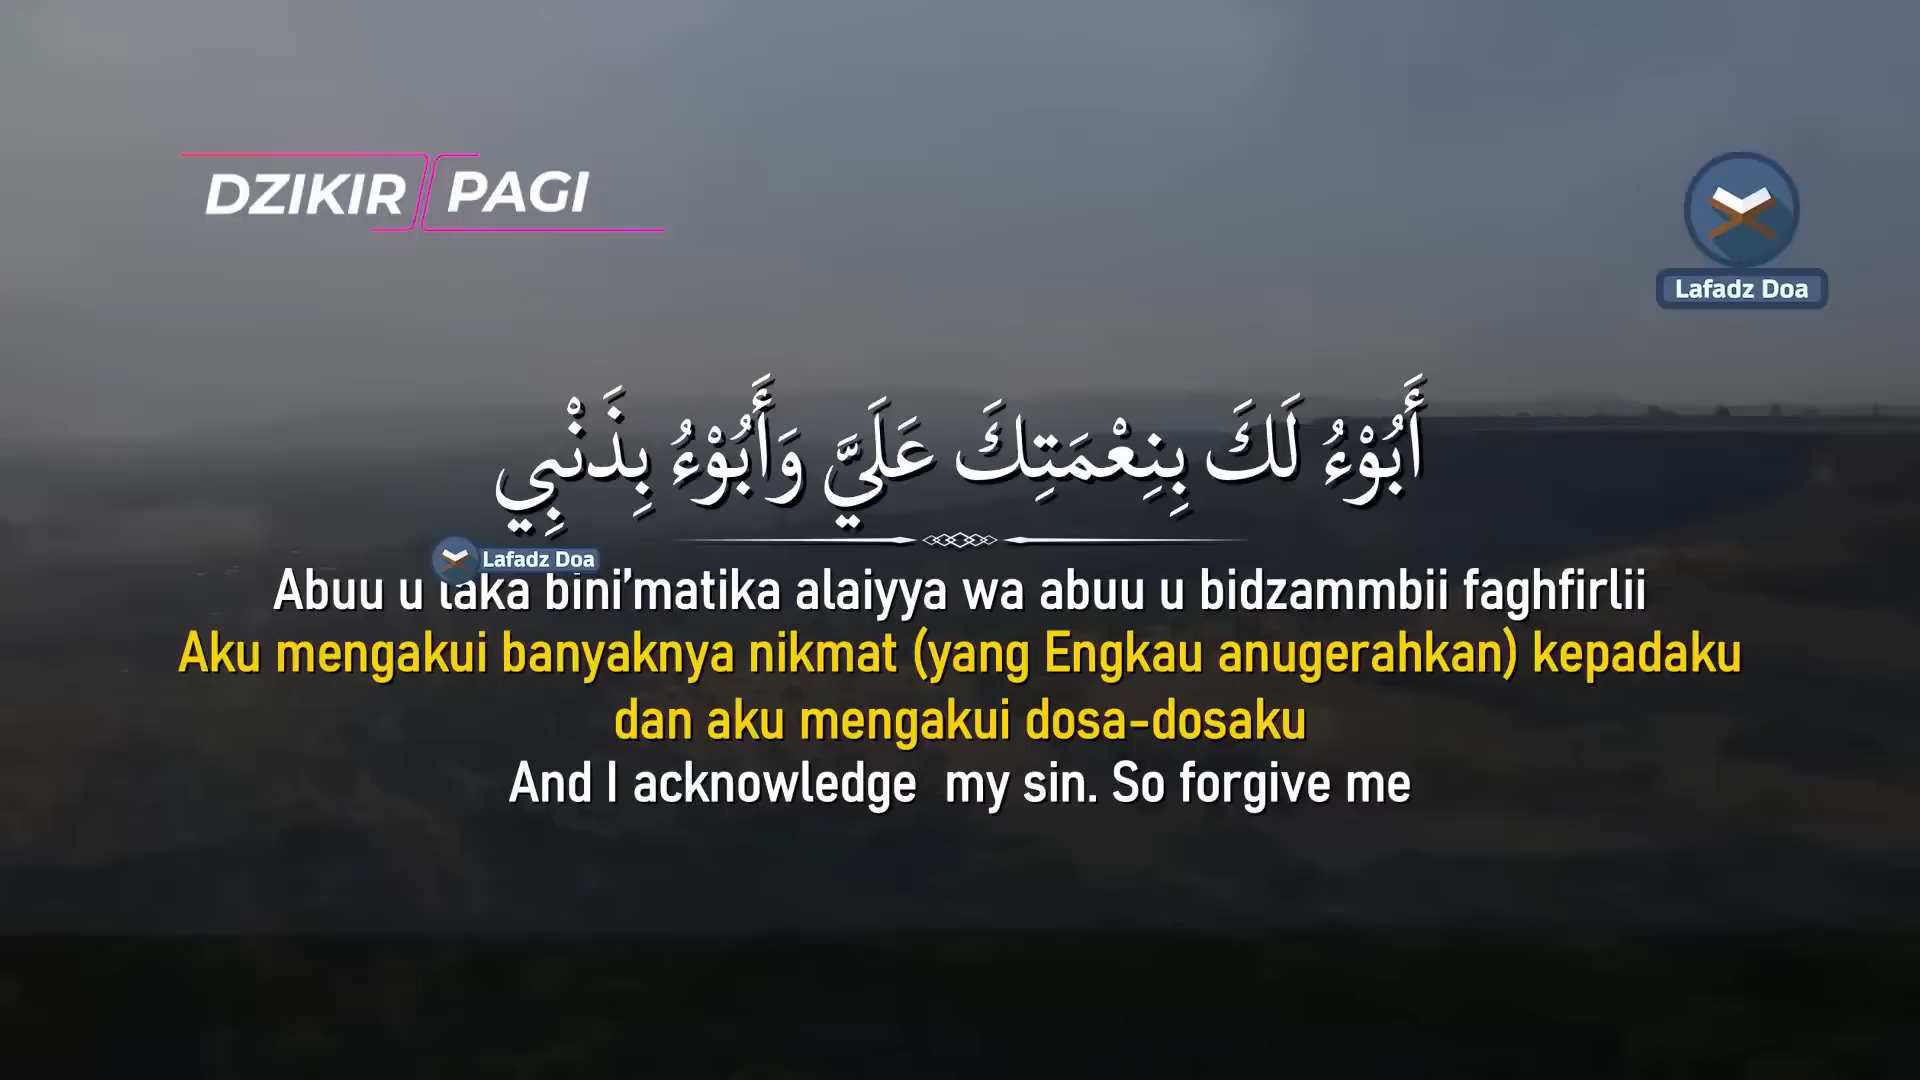 DZIKIR PAGI
Lafadz Doa
أَبُوْءُ لَكَ بِنِعْمَتِكَ عَلَيَّ وَأَبُوْءُ بِذَنْبِي
Lafadz Doa
Abuu u laka bini’matika alaiyya wa abuu u bidzammbii faghfirlii
Aku mengakui banyaknya nikmat (yang Engkau anugerahkan) kepadaku
dan aku mengakui dosa-dosaku
And I acknowledge my sin. So forgive me